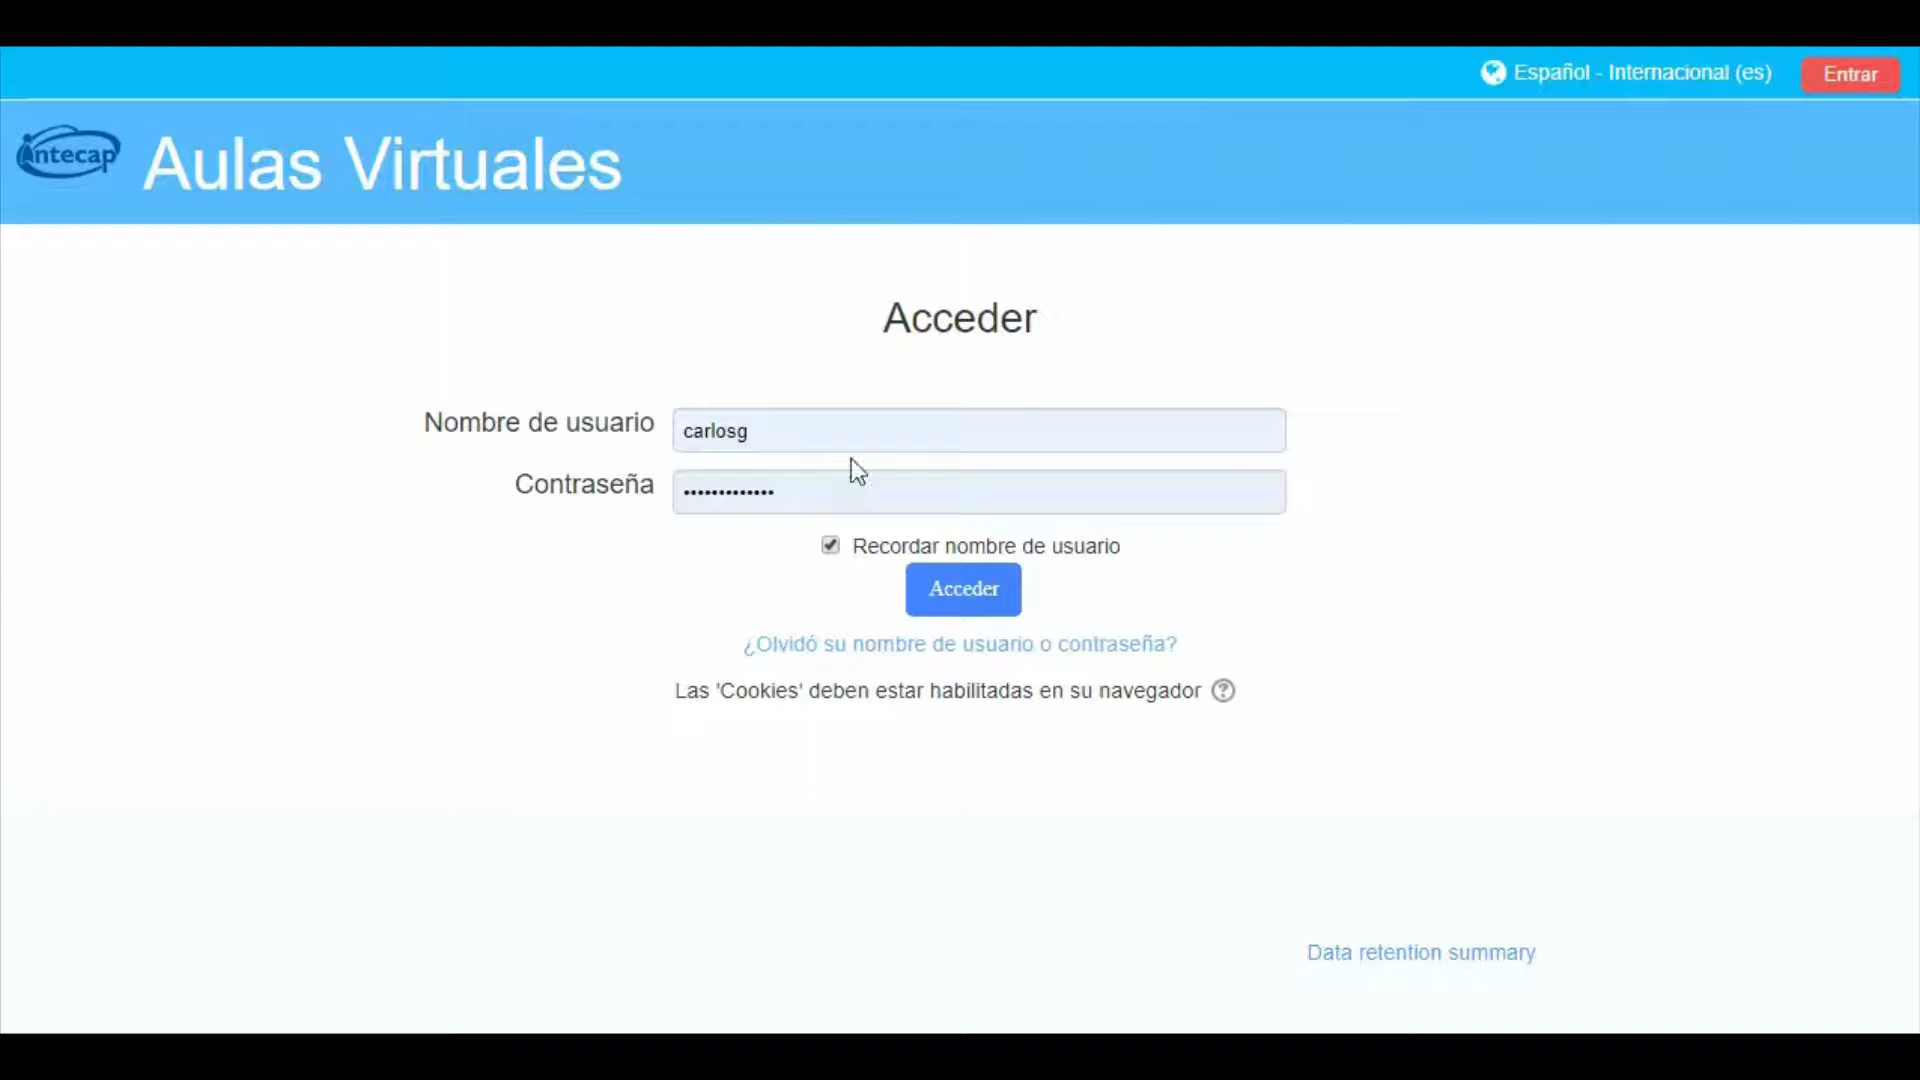 Español - Internacional (es)
Entrar
intecap
Aulas Virtuales
Acceder
Nombre de usuario
carlosg
Contraseña
•••••••••••••
Recordar nombre de usuario
Acceder
¿Olvidó su nombre de usuario o contraseña?
Las 'Cookies' deben estar habilitadas en su navegador
Data retention summary